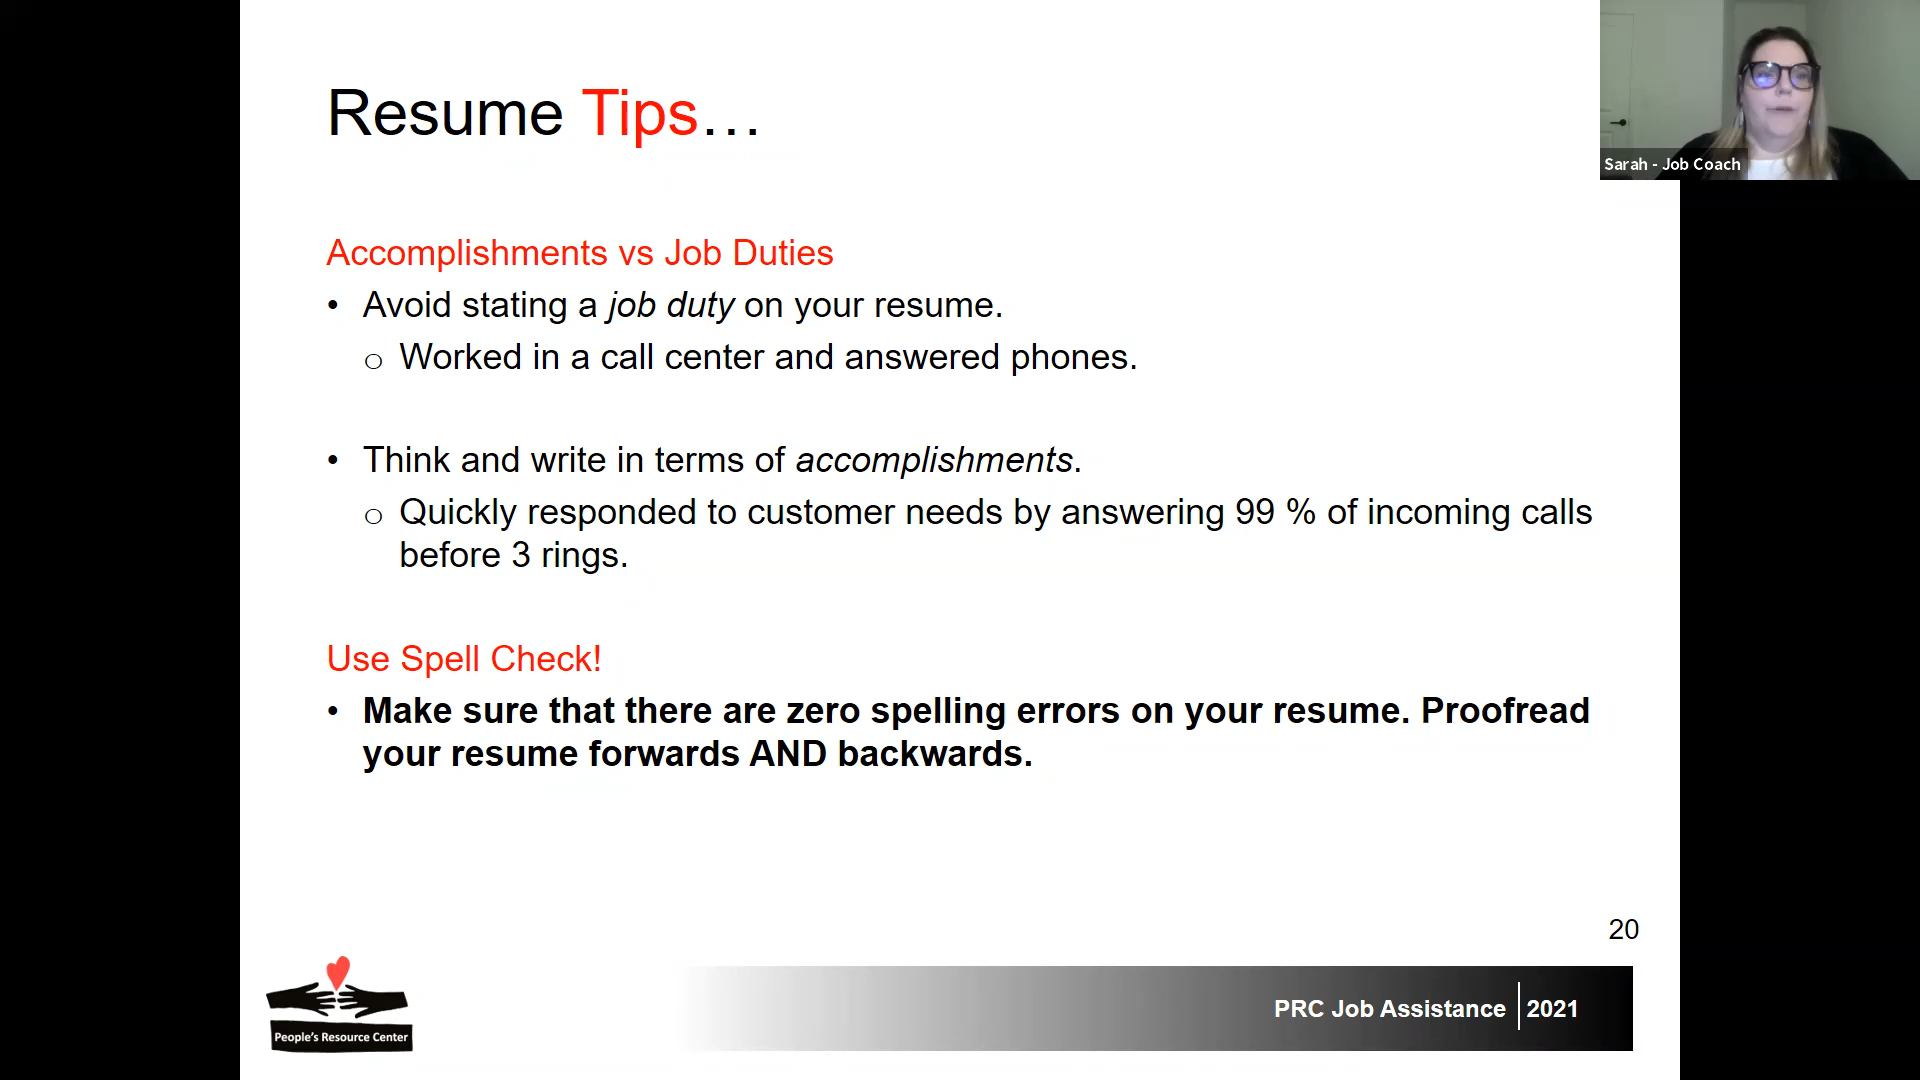 Resume Tips…
Sarah - Job Coach
Accomplishments vs Job Duties
• Avoid stating a job duty on your resume.
o Worked in a call center and answered phones.
• Think and write in terms of accomplishments.
o Quickly responded to customer needs by answering 99 % of incoming calls
before 3 rings.
Use Spell Check!
• Make sure that there are zero spelling errors on your resume. Proofread
your resume forwards AND backwards.
20
People's Resource Center
PRC Job Assistance | 2021